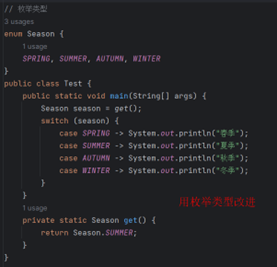 // 枚举类型
3 usages
enum Season {
1 usage
SPRING, SUMMER, AUTUMN, WINTER
}
public class Test {
public static void main(String[] args) {
Season season = get();
switch (season) {
case SPRING -> System.out.println("春季");
case SUMMER -> System.out.println("夏季");
case AUTUMN -> System.out.println("秋季");
case WINTER -> System.out.println("冬季");
}
}
用枚举类型改进
1 usage
private static Season get() {
return Season.SUMMER;
}
}